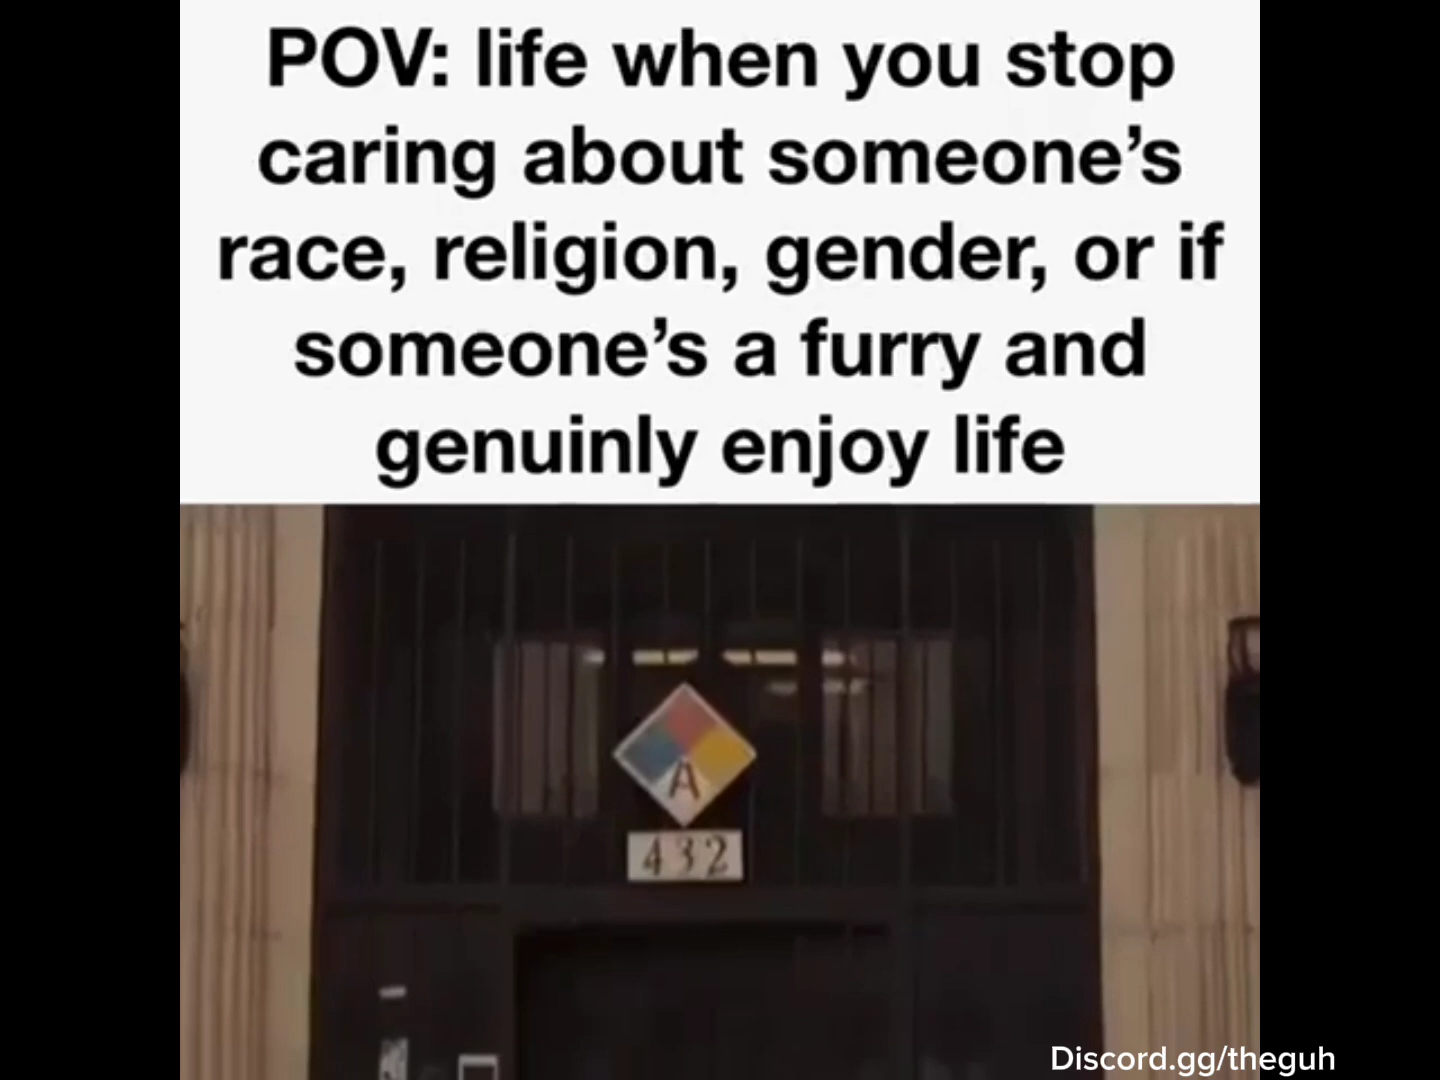 POV: life when you stop
caring about someone’s
race, religion, gender, or if
someone’s a furry and
genuinly enjoy life
A
432
Discord.gg/theguh